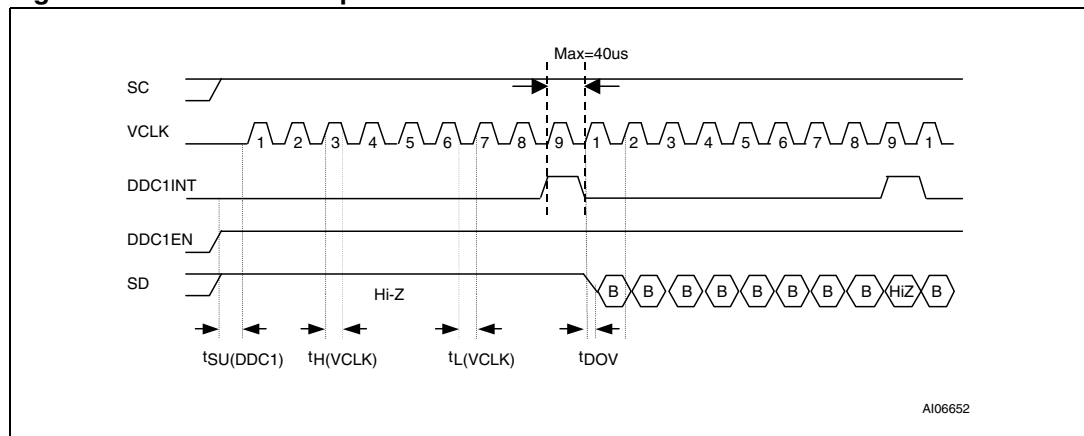 Max=40us
SC
VCLK
1 2 3 4 5 6 7 8 9 1 2 3 4 5 6 7 8 9 1
DDC1INT
DDC1EN
SD
Hi-Z
B B B B B B B B HiZ B
tSU(DDC1) tH(VCLK) tL(VCLK) tDOV
AI06652